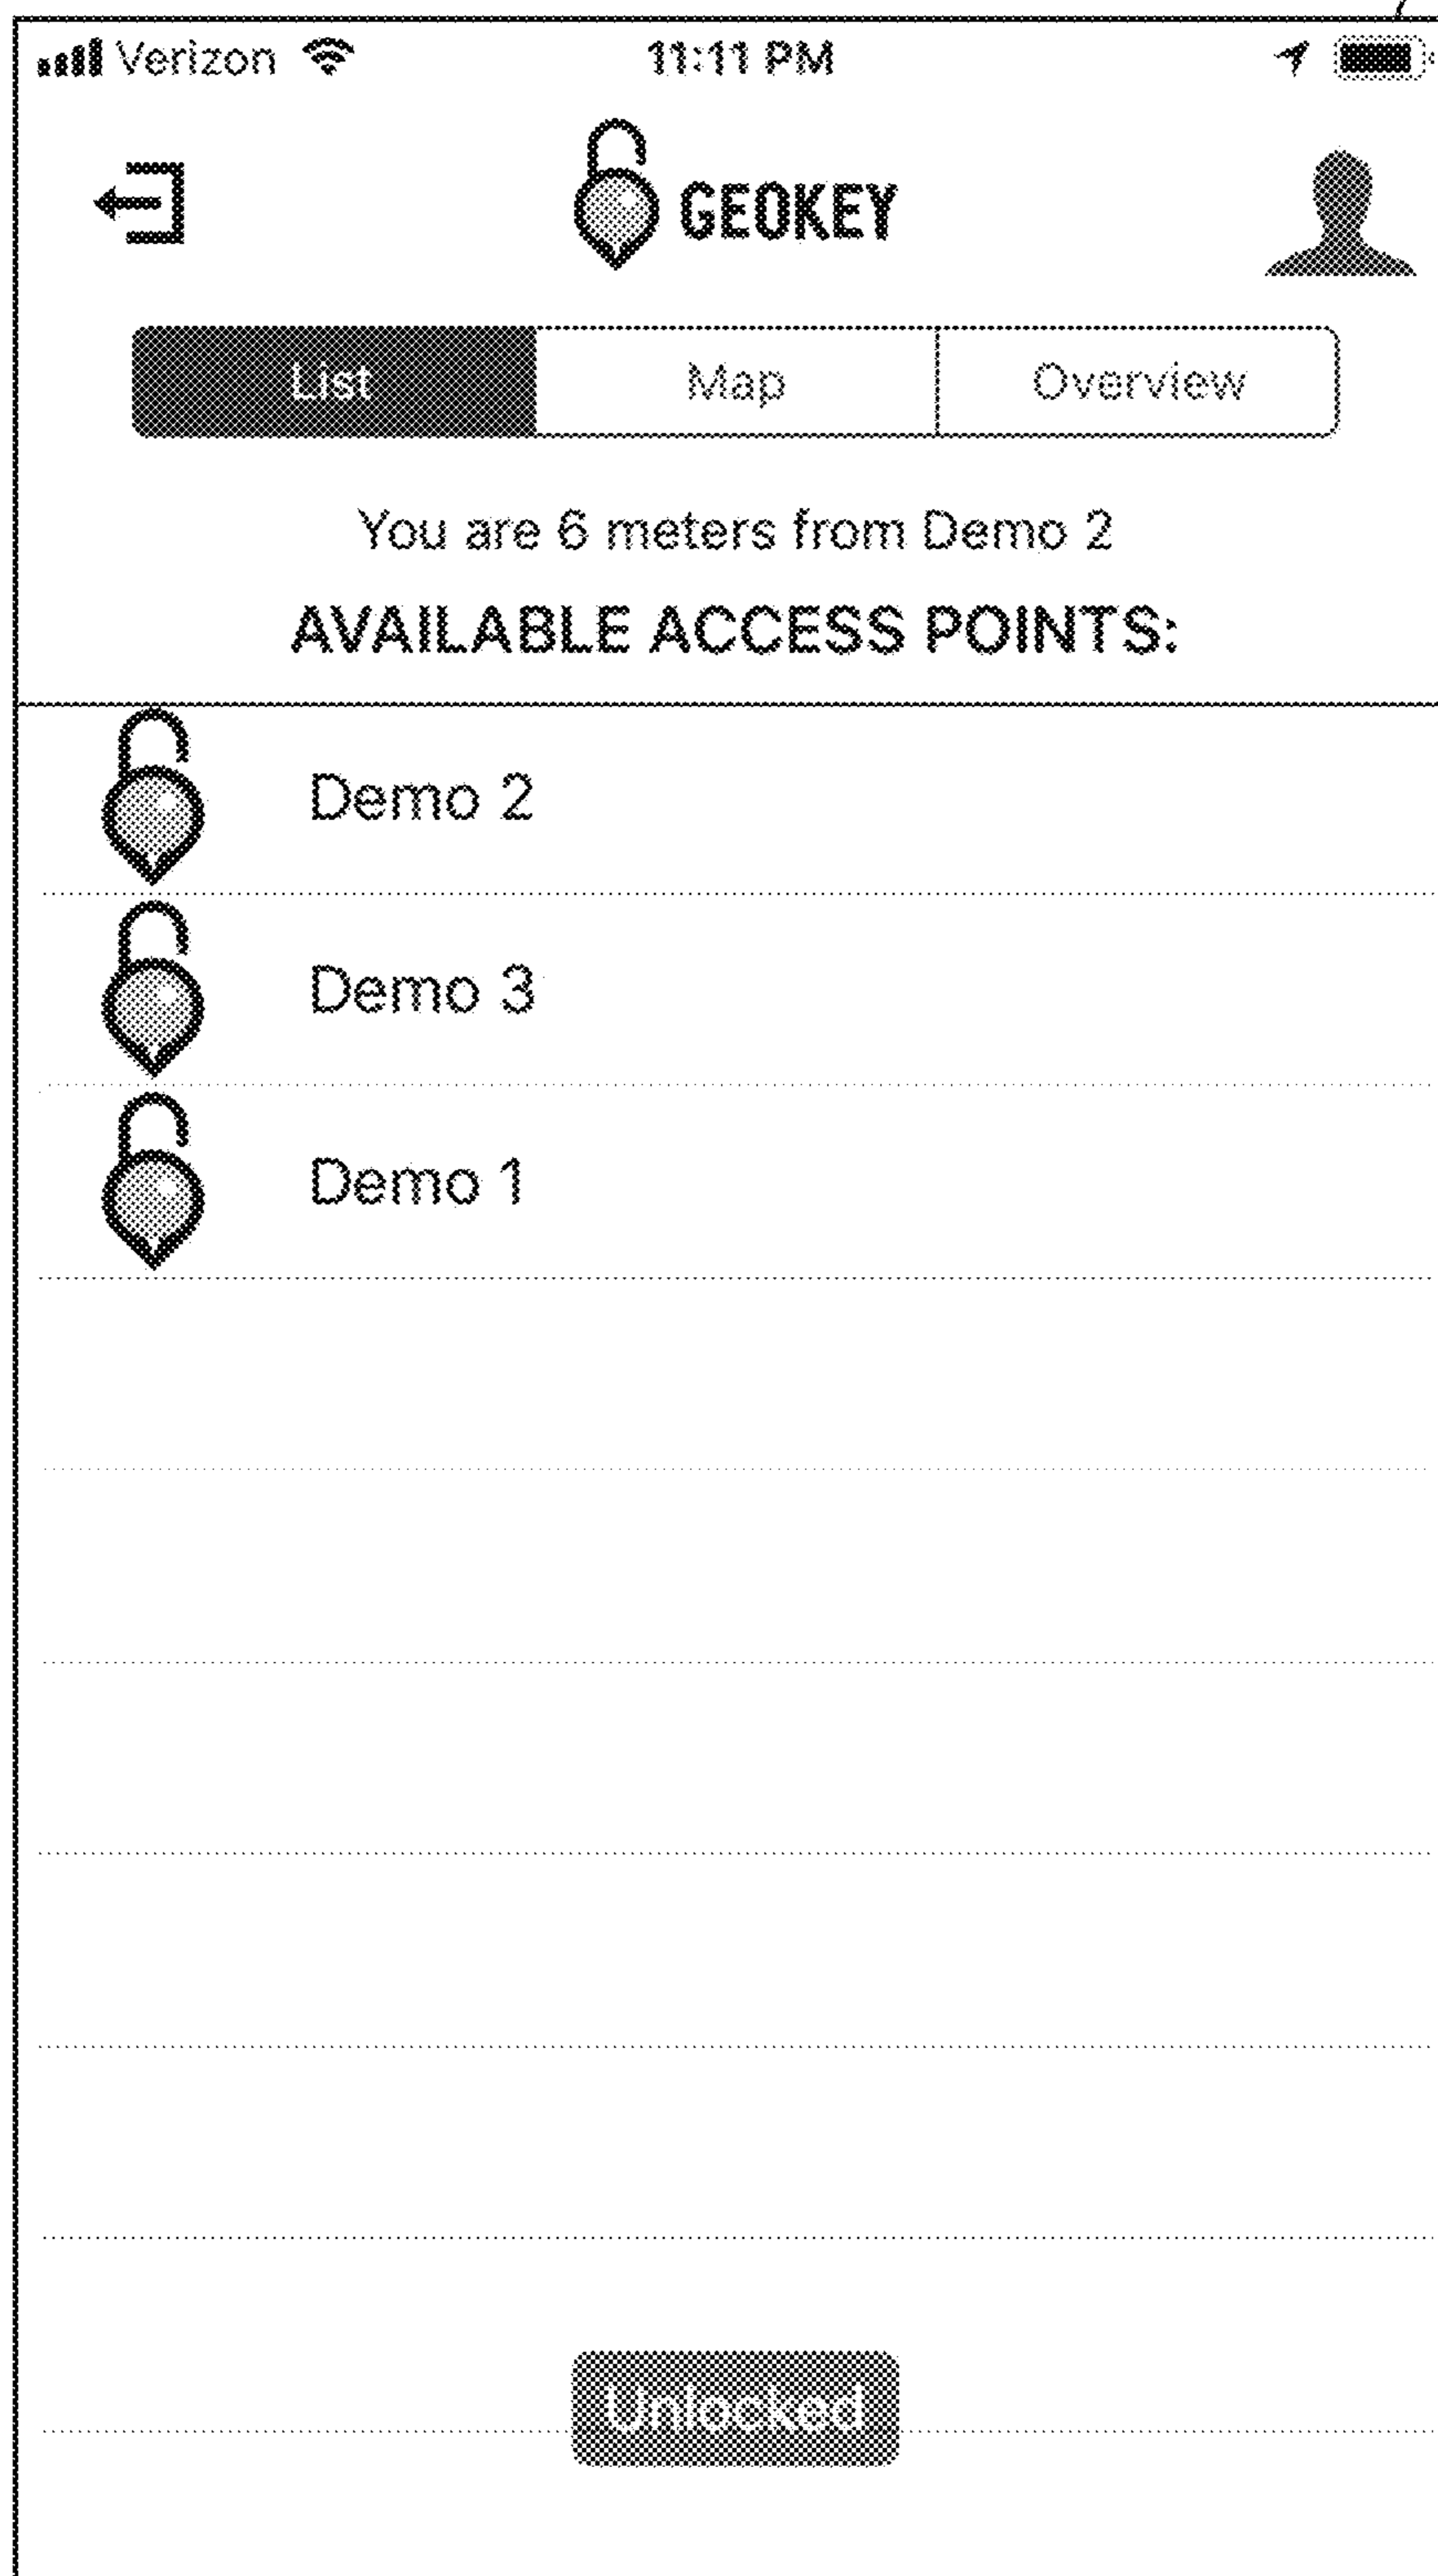 Verizon 11:11 PM
GEOKEY
List Map Overview
You are 6 meters from Demo 2
AVAILABLE ACCESS POINTS:
Demo 2
Demo 3
Demo 1
Unlocked